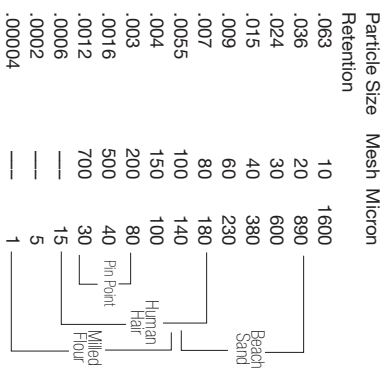 Particle Size Mesh Micron
Retention
.063 10 1600
.036 20 890
.024 30 600
.015 40 380
.009 60 230
.007 80 180
.0055 100 140
.004 150 100
.003 200 80
.0016 500 40
.0012 700 30
.0006 --- 15
.0002 --- 5
.00004 --- 1
Beach
Sand
Human
Hair
Pin Point
Milled
Flour